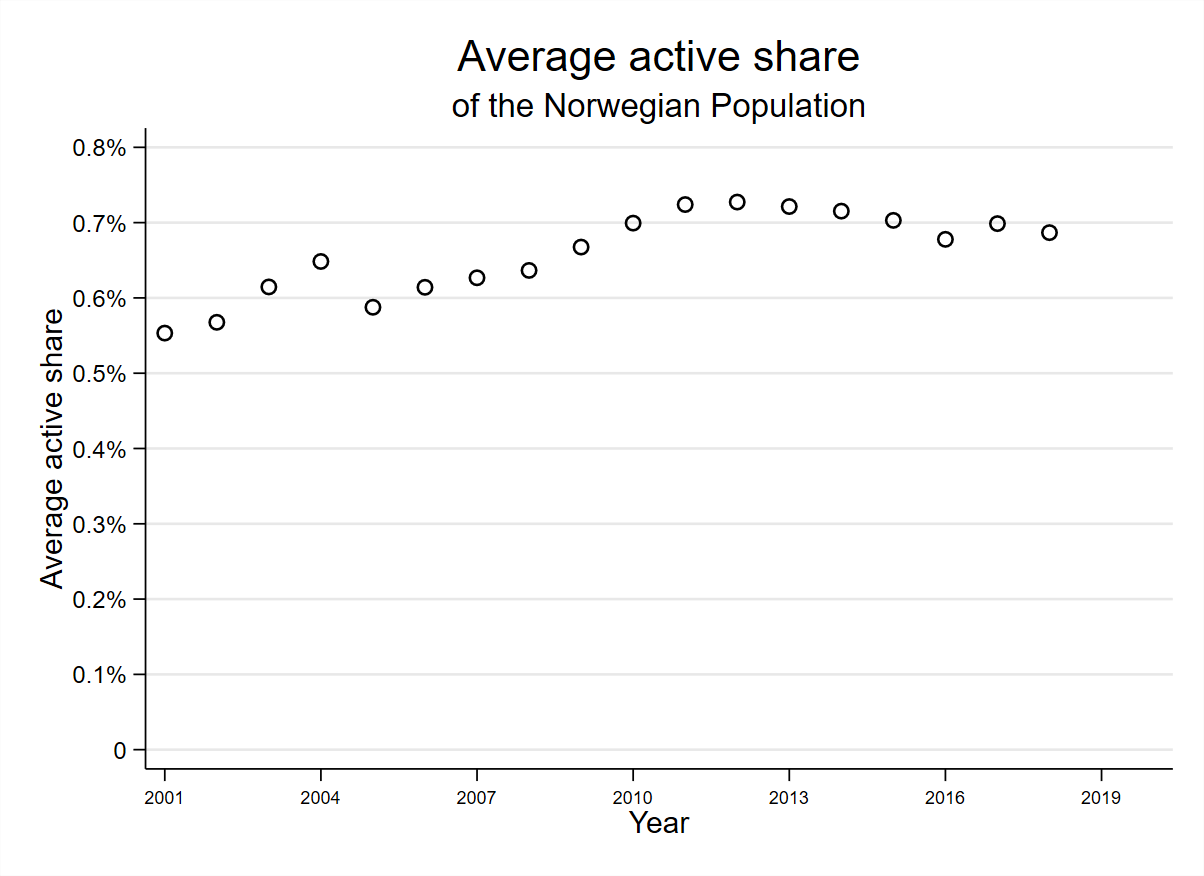 Average active share
of the Norwegian Population
Average active share
0.8%
0.7%
0.6%
0.5%
0.4%
0.3%
0.2%
0.1%
0
2001 2004 2007 2010 2013 2016 2019
Year